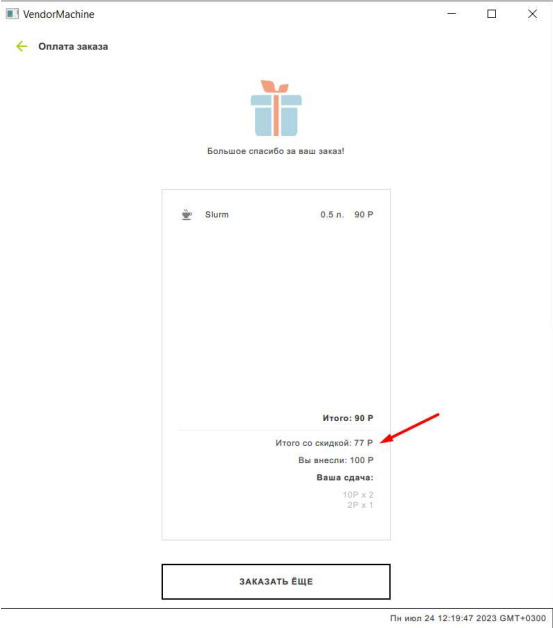 VendorMachine
Оплата заказа
Большое спасибо за ваш заказ!
Slurm 0.5 л. 90 Р
Итого: 90 Р
Итого со скидкой: 77 Р
Вы внесли: 100 Р
Ваша сдача:
10Р x 2
2Р x 1
ЗАКАЗАТЬ ЁЩЕ
Пн июл 24 12:19:47 2023 GMT+0300